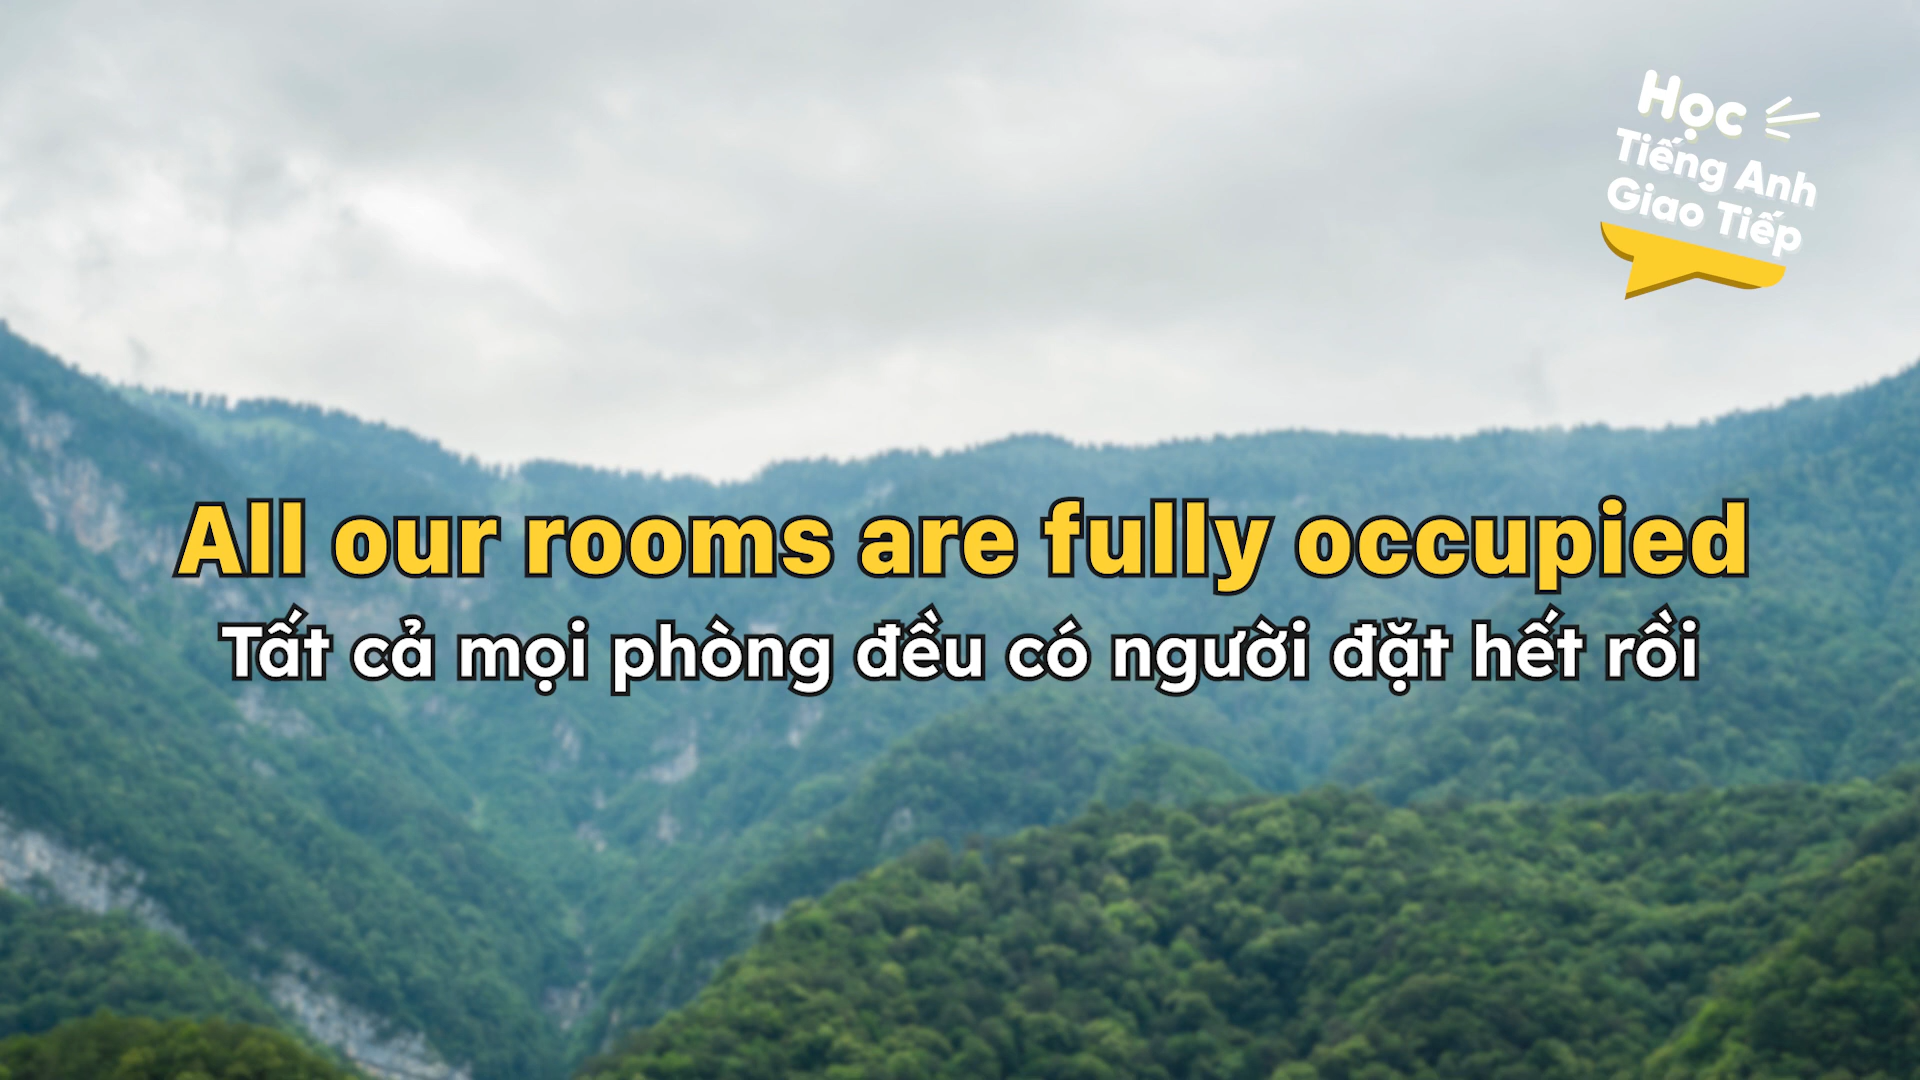 Học
Tiếng Anh
Giao Tiếp
All our rooms are fully occupied
Tất cả mọi phòng đều có người đặt hết rồi